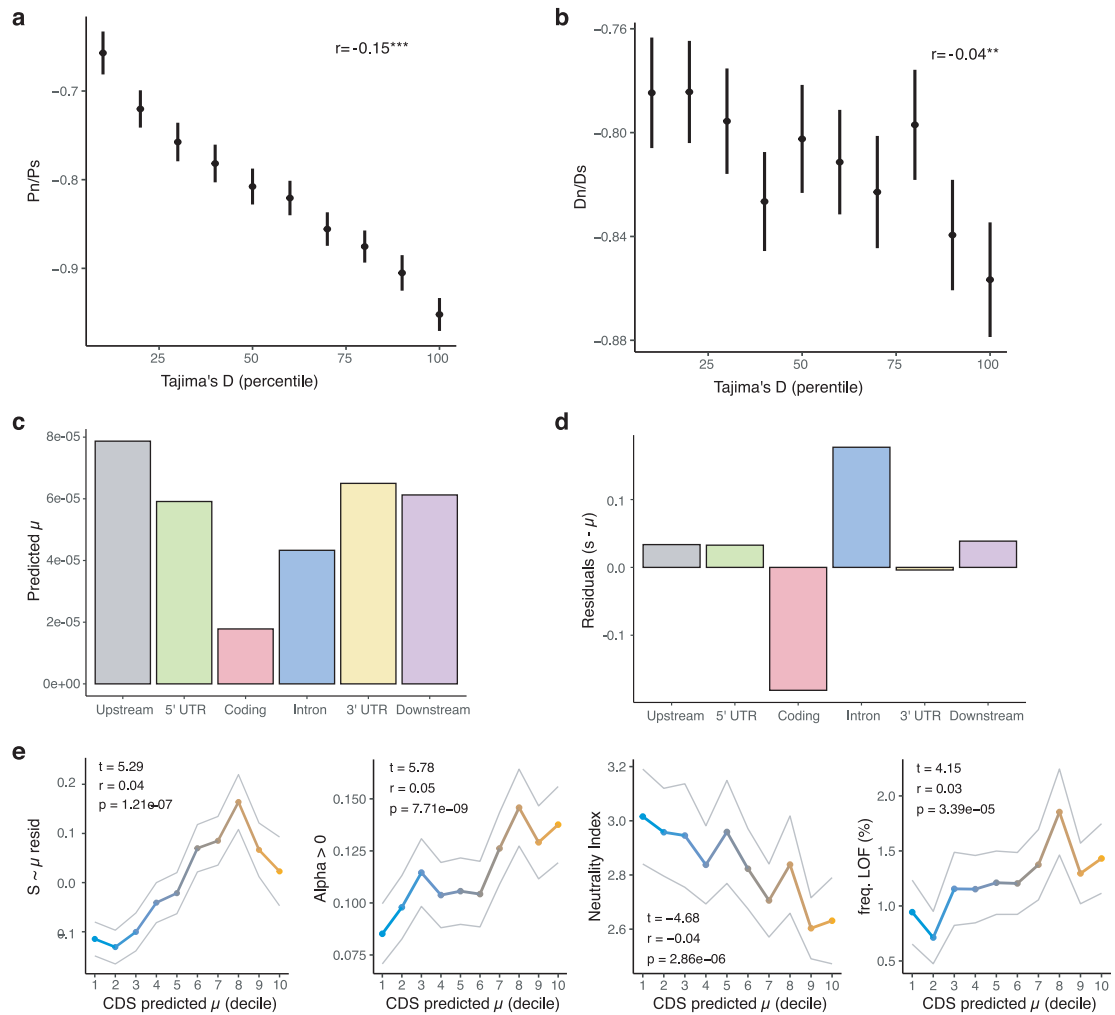 a
r= -0.15***
Pn/Ps
−0.7
−0.8
−0.9
25
50
75
100
Tajima's D (percentile)
b
r= -0.04**
Dn/Ds
−0.76
−0.80
−0.84
−0.88
25
50
75
100
Tajima's D (perentile)
c
Predicted μ
8e-05
6e-05
4e-05
2e-05
0e+00
Upstream 5' UTR Coding Intron 3' UTR Downstream
d
Residuals (s - μ)
0.1
0.0
-0.1
Upstream 5' UTR Coding Intron 3' UTR Downstream
e
S ~ μ resid
0.2
0.1
0.0
0.1
t = 5.29
r = 0.04
p = 1.21e-07
1 2 3 4 5 6 7 8 9 10
CDS predicted μ (decile)
Alpha > 0
0.150
0.125
0.100
0.075
t = 5.78
r = 0.05
p = 7.71e-09
1 2 3 4 5 6 7 8 9 10
CDS predicted μ (decile)
Neutrality Index
3.2
3.0
2.8
2.6
t = -4.68
r = -0.04
p = 2.86e-06
1 2 3 4 5 6 7 8 9 10
CDS predicted μ (decile)
freq. LOF (%)
2.0
1.5
1.0
0.5
t = 4.15
r = 0.03
p = 3.39e-05
1 2 3 4 5 6 7 8 9 10
CDS predicted μ (decile)